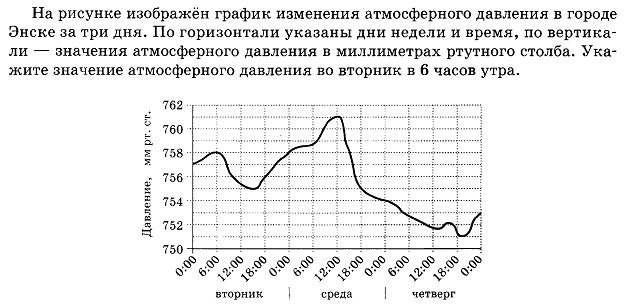 На рисунке изображён график изменения атмосферного давления в городе
Энске за три дня. По горизонтали указаны дни недели и время, по вертика-
ли — значения атмосферного давления в миллиметрах ртутного столба. Ука-
жите значение атмосферного давления во вторник в 6 часов утра.
Давление, мм рт. ст.
762
760
758
756
754
752
750
0:00 6:00 12:00 18:00 0:00 6:00 12:00 18:00 0:00 6:00 12:00 18:00 0:00
вторник среда четверг